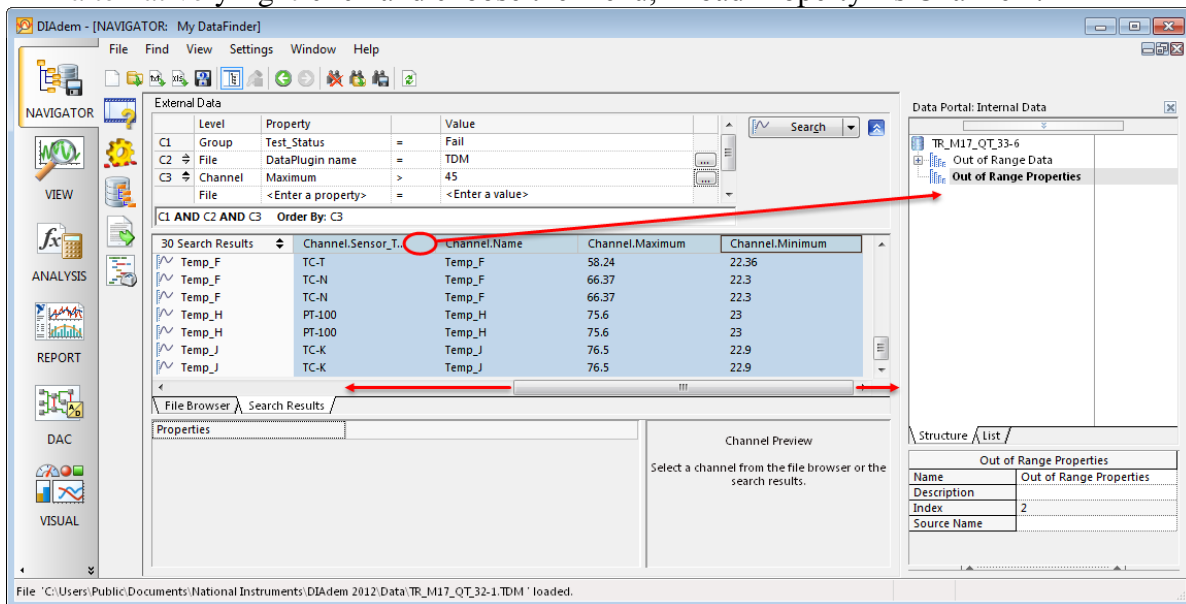 DIAdem - [NAVIGATOR: My DataFinder]
File Find View Settings Window Help
NAVIGATOR
VIEW
ANALYSIS
REPORT
DAC
VISUAL
External Data
Level Property Value
C1 Group Test_Status = Fail
C2 File DataPlugin name = TDM ...
C3 Channel Maximum > 45 ...
File <Enter a property> = <Enter a value>
Search
C1 AND C2 AND C3 Order By: C3
30 Search Results Channel.Sensor_T... Channel.Name Channel.Maximum Channel.Minimum
Temp_F TC-T Temp_F 58.24 22.36
Temp_F TC-N Temp_F 66.37 22.3
Temp_F TC-N Temp_F 66.37 22.3
Temp_H PT-100 Temp_H 75.6 23
Temp_H PT-100 Temp_H 75.6 23
Temp_J TC-K Temp_J 76.5 22.9
Temp_J TC-K Temp_J 76.5 22.9
File Browser Search Results
Properties
Channel Preview
Select a channel from the file browser or the
search results.
Data Portal: Internal Data
TR_M17_QT_33-6
Out of Range Data
Out of Range Properties
Structure List
Out of Range Properties
Name Out of Range Properties
Description
Index 2
Source Name
File 'C:\Users\Public\Documents\National Instruments\DIAdem 2012\Data\TR_M17_QT_32-1.TDM ' loaded.